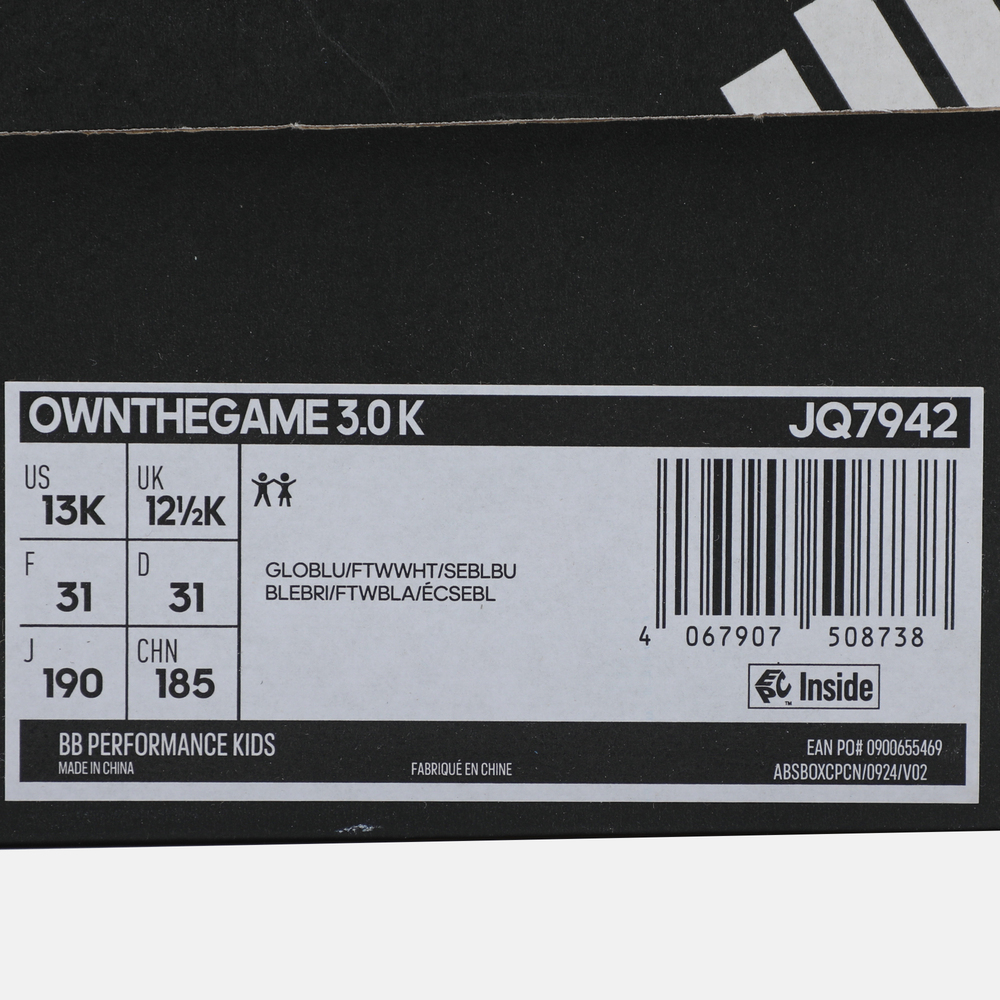 OWNTHEGAME 3.0 K
JQ7942
US
13K
UK
12½K
F
31
D
31
J
190
CHN
185
GLOBLU/FTWWHT/SEBLBU
BLEBRI/FTWBLA/ÉCSEBL
4 067907 508738
EPC Inside
TM
BB PERFORMANCE KIDS
MADE IN CHINA
FABRIQUÉ EN CHINE
EAN PO# 0900655469
ABSBOXCPCN/0924/V02